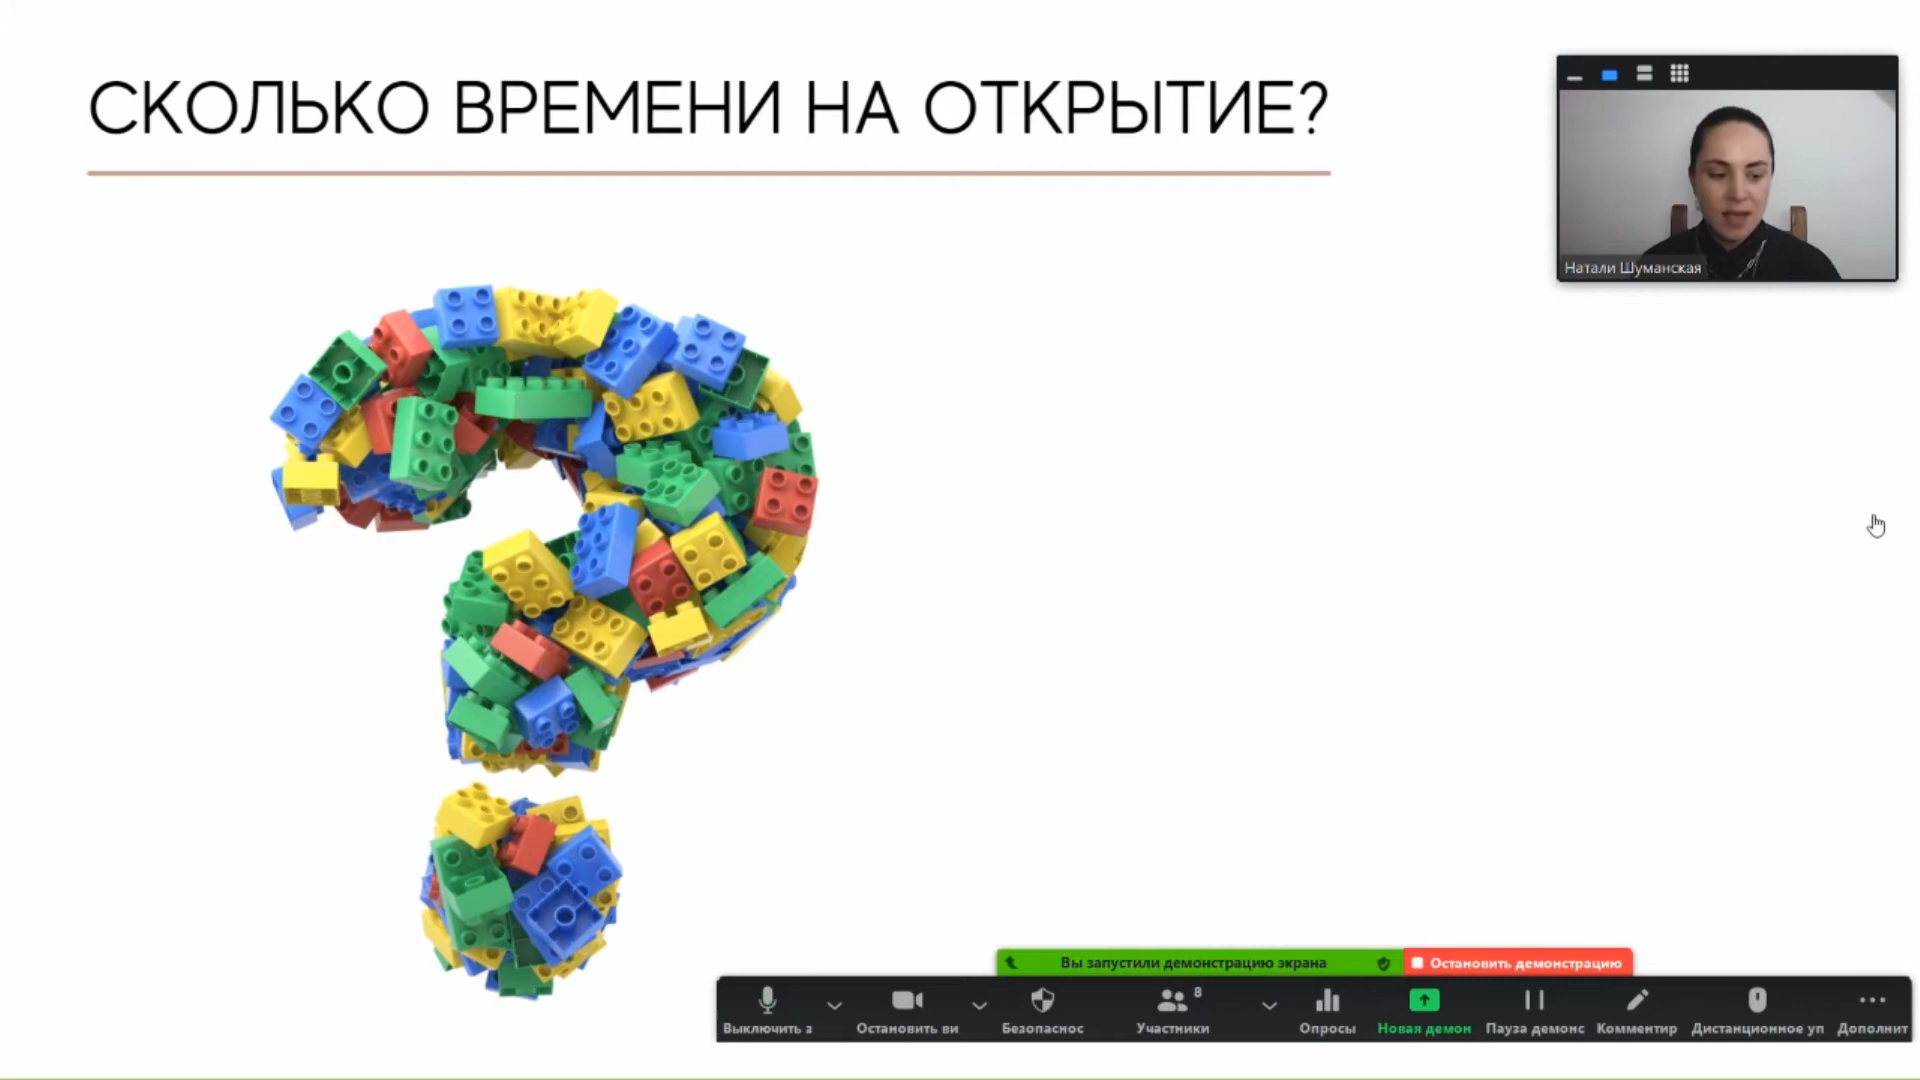 СКОЛЬКО ВРЕМЕНИ НА ОТКРЫТИЕ?
Натали Шуманская
Вы запустили демонстрацию экрана
Остановить демонстрацию
8
Выключить з
Остановить ви
Безопаснос
Участники
Опросы
Новая демон
Пауза демонс
Комментир
Дистанционное уп
Дополнит